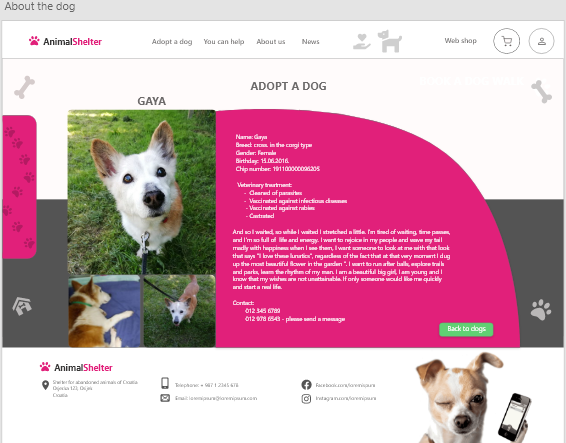 About the dog
AnimalShelter
Adopt a dog
You can help
About us
News
Web shop
ADOPT A DOG
GAYA
Name: Gaya
Breed: cross. in the corgi type
Gender: Female
Birthday: 15.06.2016.
Chip number: 191100000096205
Veterinary treatment:
- Cleaned of parasites
- Vaccinated against infectious diseases
- Vaccinated against rabies
- Castrated
And so I waited, so while I waited I stretched a little. I'm tired of waiting, time passes,
and I'm so full of life and energy. I want to rejoice in my people and wave my tail
madly with happiness when I see them, I want someone to look at me with that look
that says "I love these lunatics", regardless of the fact that at that very moment I dug
up the most beautiful flower in the garden ". I want to run after balls, explore trails
and parks, learn the rhythm of my man. I am a beautiful big girl, I am young and I
know that my wishes are not unattainable. If only someone would like me quickly
and start a real life.
Contact:
012 345 6789
012 976 6543 - please send a message
Back to dogs
AnimalShelter
Shelter for abandoned animals of Croatia
Osijek
Croatia
Telephone: + 987 1 2345 678
Email: loremipsum@loremipsum.com
Facebook.com/loremipsum
Instagram.com/loremipsum